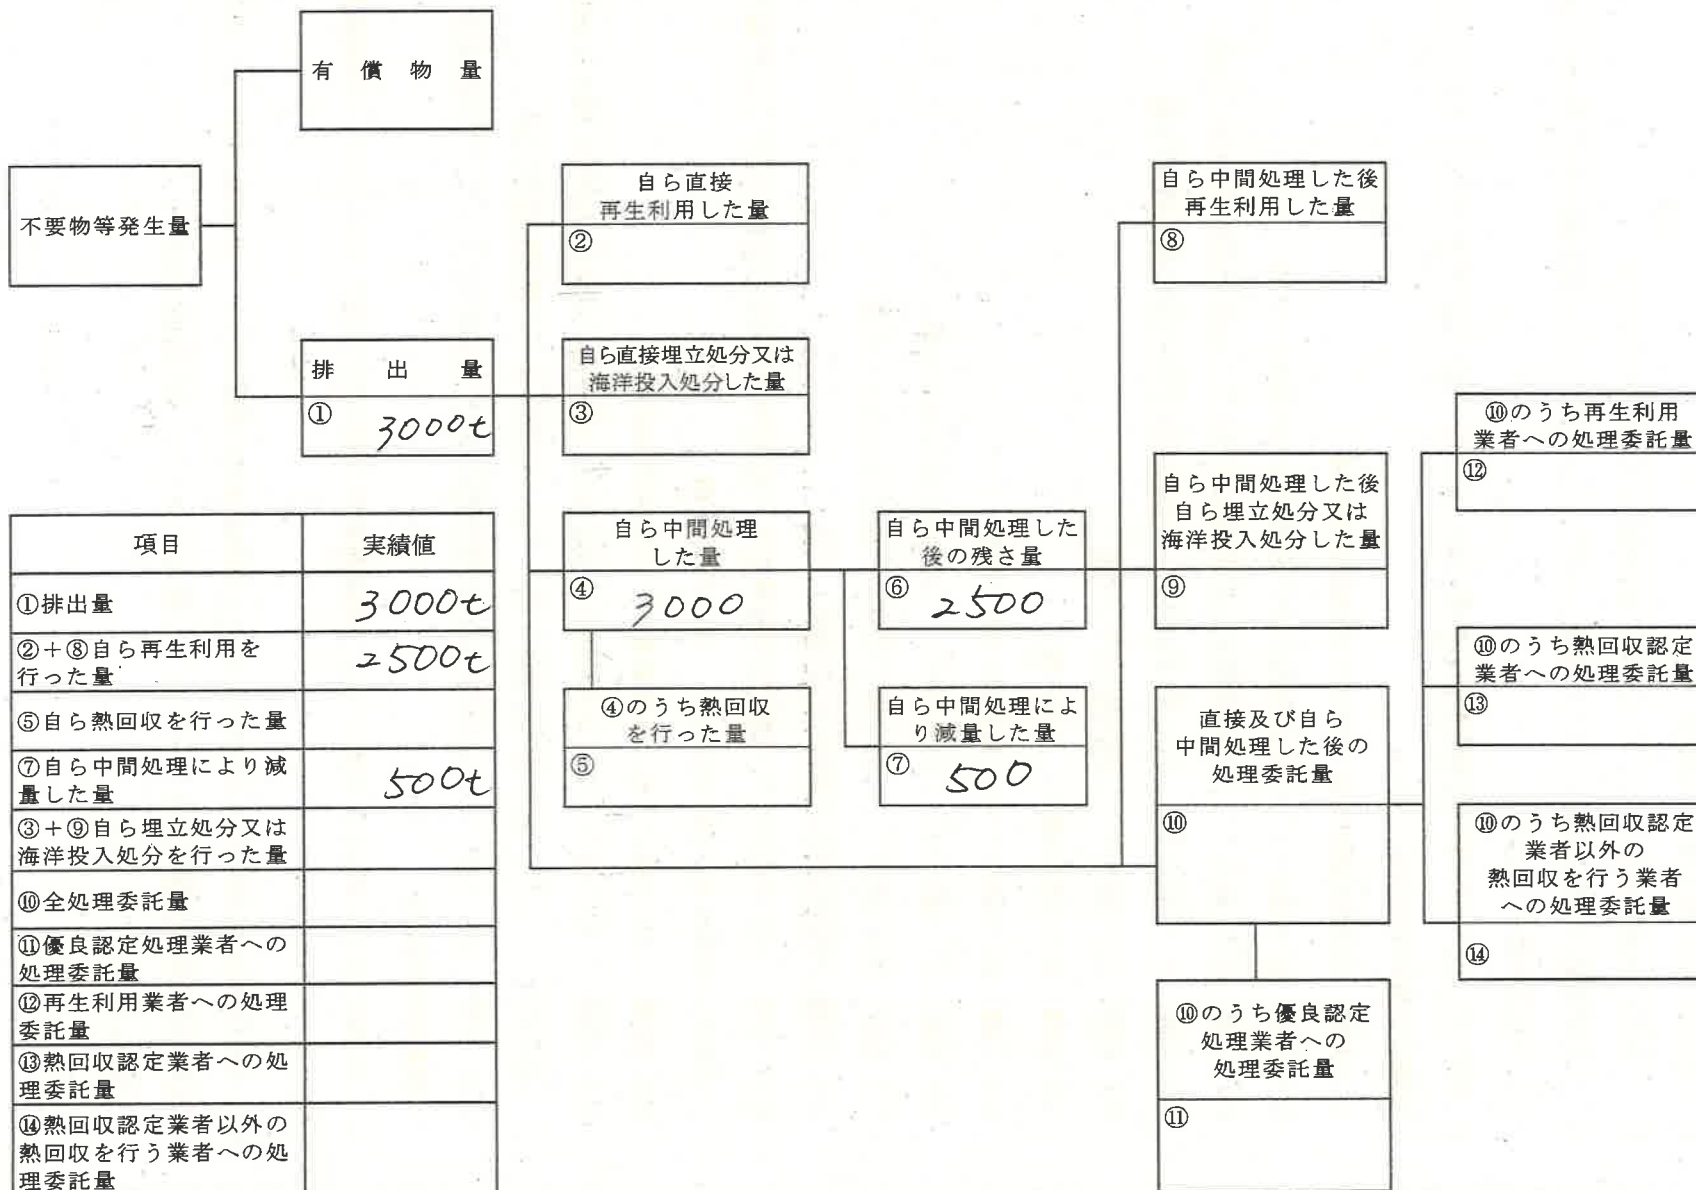 有償物量
不要物等発生量
排出量
①
3000t
自ら直接
再生利用した量
②
自ら直接埋立処分又は
海洋投入処分した量
③
自ら中間処理
した量
④
3000
④のうち熱回収
を行った量
⑤
自ら中間処理した
後の残さ量
⑥
2500
自ら中間処理によ
り減量した量
⑦
500
自ら中間処理した後
再生利用した量
⑧
自ら中間処理した後
自ら埋立処分又は
海洋投入処分した量
⑨
直接及び自ら
中間処理した後の
処理委託量
⑩
⑩のうち優良認定
処理業者への
処理委託量
⑪
⑩のうち再生利用
業者への処理委託量
⑫
⑩のうち熱回収認定
業者への処理委託量
⑬
⑩のうち熱回収認定
業者以外の
熱回収を行う業者
への処理委託量
⑭
項目 実績値
①排出量 3000t
②+⑧自ら再生利用を
行った量 2500t
⑤自ら熱回収を行った量
⑦自ら中間処理により減
量した量 500t
③+⑨自ら埋立処分又は
海洋投入処分を行った量
⑩全処理委託量
⑪優良認定処理業者への
処理委託量
⑫再生利用業者への処理
委託量
⑬熱回収認定業者への処
理委託量
⑭熱回収認定業者以外の
熱回収を行う業者への処
理委託量